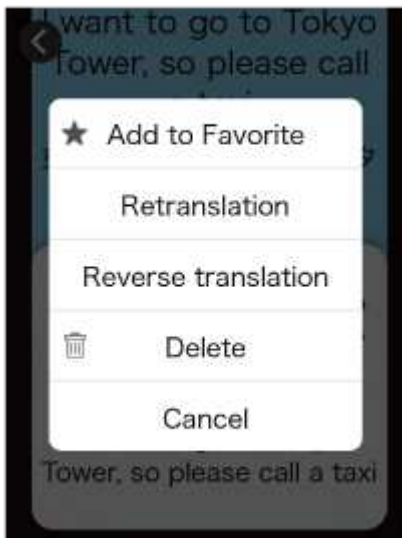 I want to go to Tokyo
Tower, so please call
Add to Favorite
Retranslation
Reverse translation
Delete
Cancel
Tower, so please call a taxi